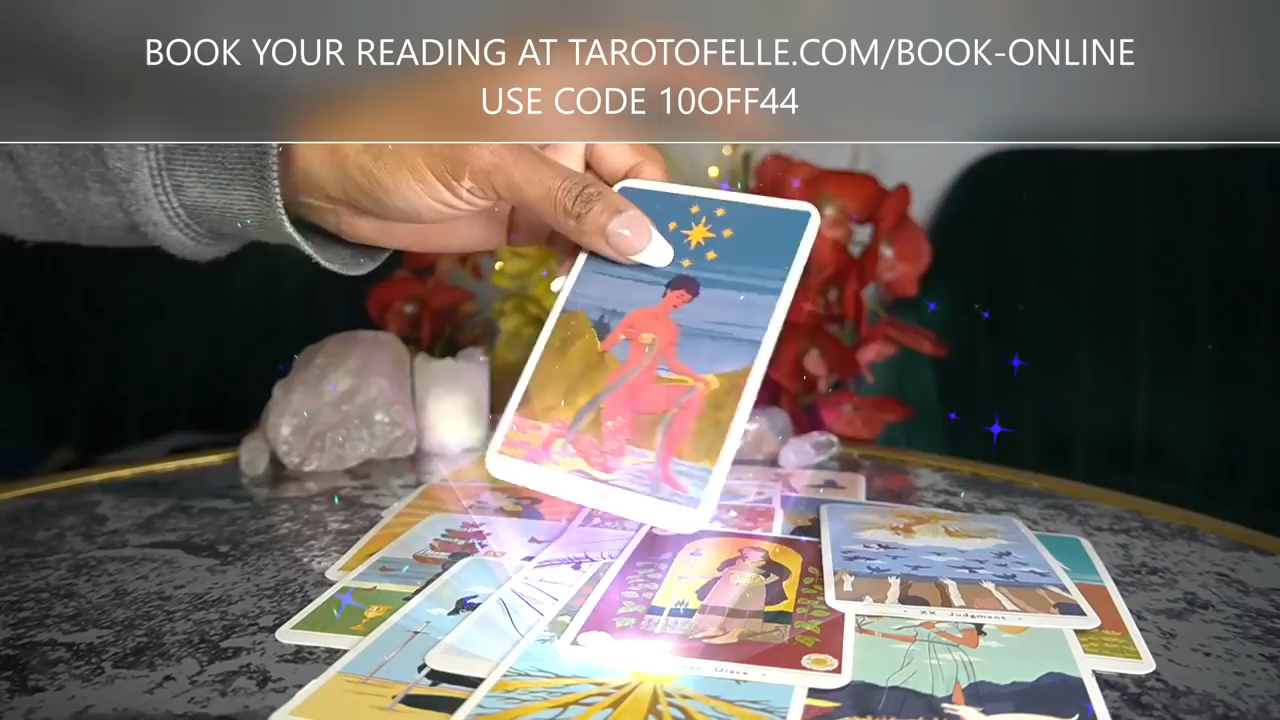 BOOK YOUR READING AT TAROTOFELLE.COM/BOOK-ONLINE
USE CODE 10OFF44
XX Judgment